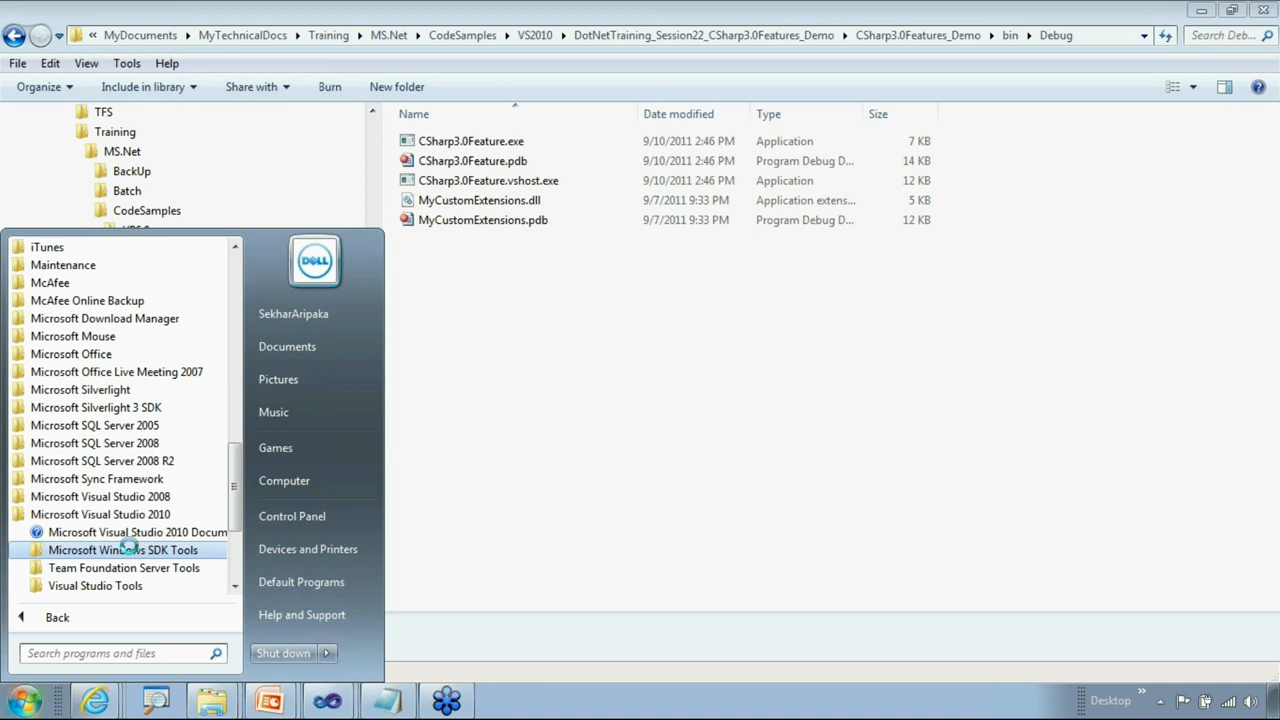 « MyDocuments ▸ MyTechnicalDocs ▸ Training ▸ MS.Net ▸ CodeSamples ▸ VS2010 ▸ DotNetTraining_Session22_CSharp3.0Features_Demo ▸ CSharp3.0Features_Demo ▸ bin ▸ Debug
Search Deb...
File Edit View Tools Help
Organize Include in library Share with Burn New folder
TFS
Training
MS.Net
BackUp
Batch
CodeSamples
Name Date modified Type Size
CSharp3.0Feature.exe 9/10/2011 2:46 PM Application 7 KB
CSharp3.0Feature.pdb 9/10/2011 2:46 PM Program Debug D... 14 KB
CSharp3.0Feature.vshost.exe 9/10/2011 2:46 PM Application 12 KB
MyCustomExtensions.dll 9/7/2011 9:33 PM Application extens... 5 KB
MyCustomExtensions.pdb 9/7/2011 9:33 PM Program Debug D... 12 KB
iTunes
Maintenance
McAfee
McAfee Online Backup
Microsoft Download Manager
Microsoft Mouse
Microsoft Office
Microsoft Office Live Meeting 2007
Microsoft Silverlight
Microsoft Silverlight 3 SDK
Microsoft SQL Server 2005
Microsoft SQL Server 2008
Microsoft SQL Server 2008 R2
Microsoft Sync Framework
Microsoft Visual Studio 2008
Microsoft Visual Studio 2010
Microsoft Visual Studio 2010 Docum
Microsoft Windows SDK Tools
Team Foundation Server Tools
Visual Studio Tools
Back
Search programs and files
DELL
SekharAripaka
Documents
Pictures
Music
Games
Computer
Control Panel
Devices and Printers
Default Programs
Help and Support
Shut down
Desktop »